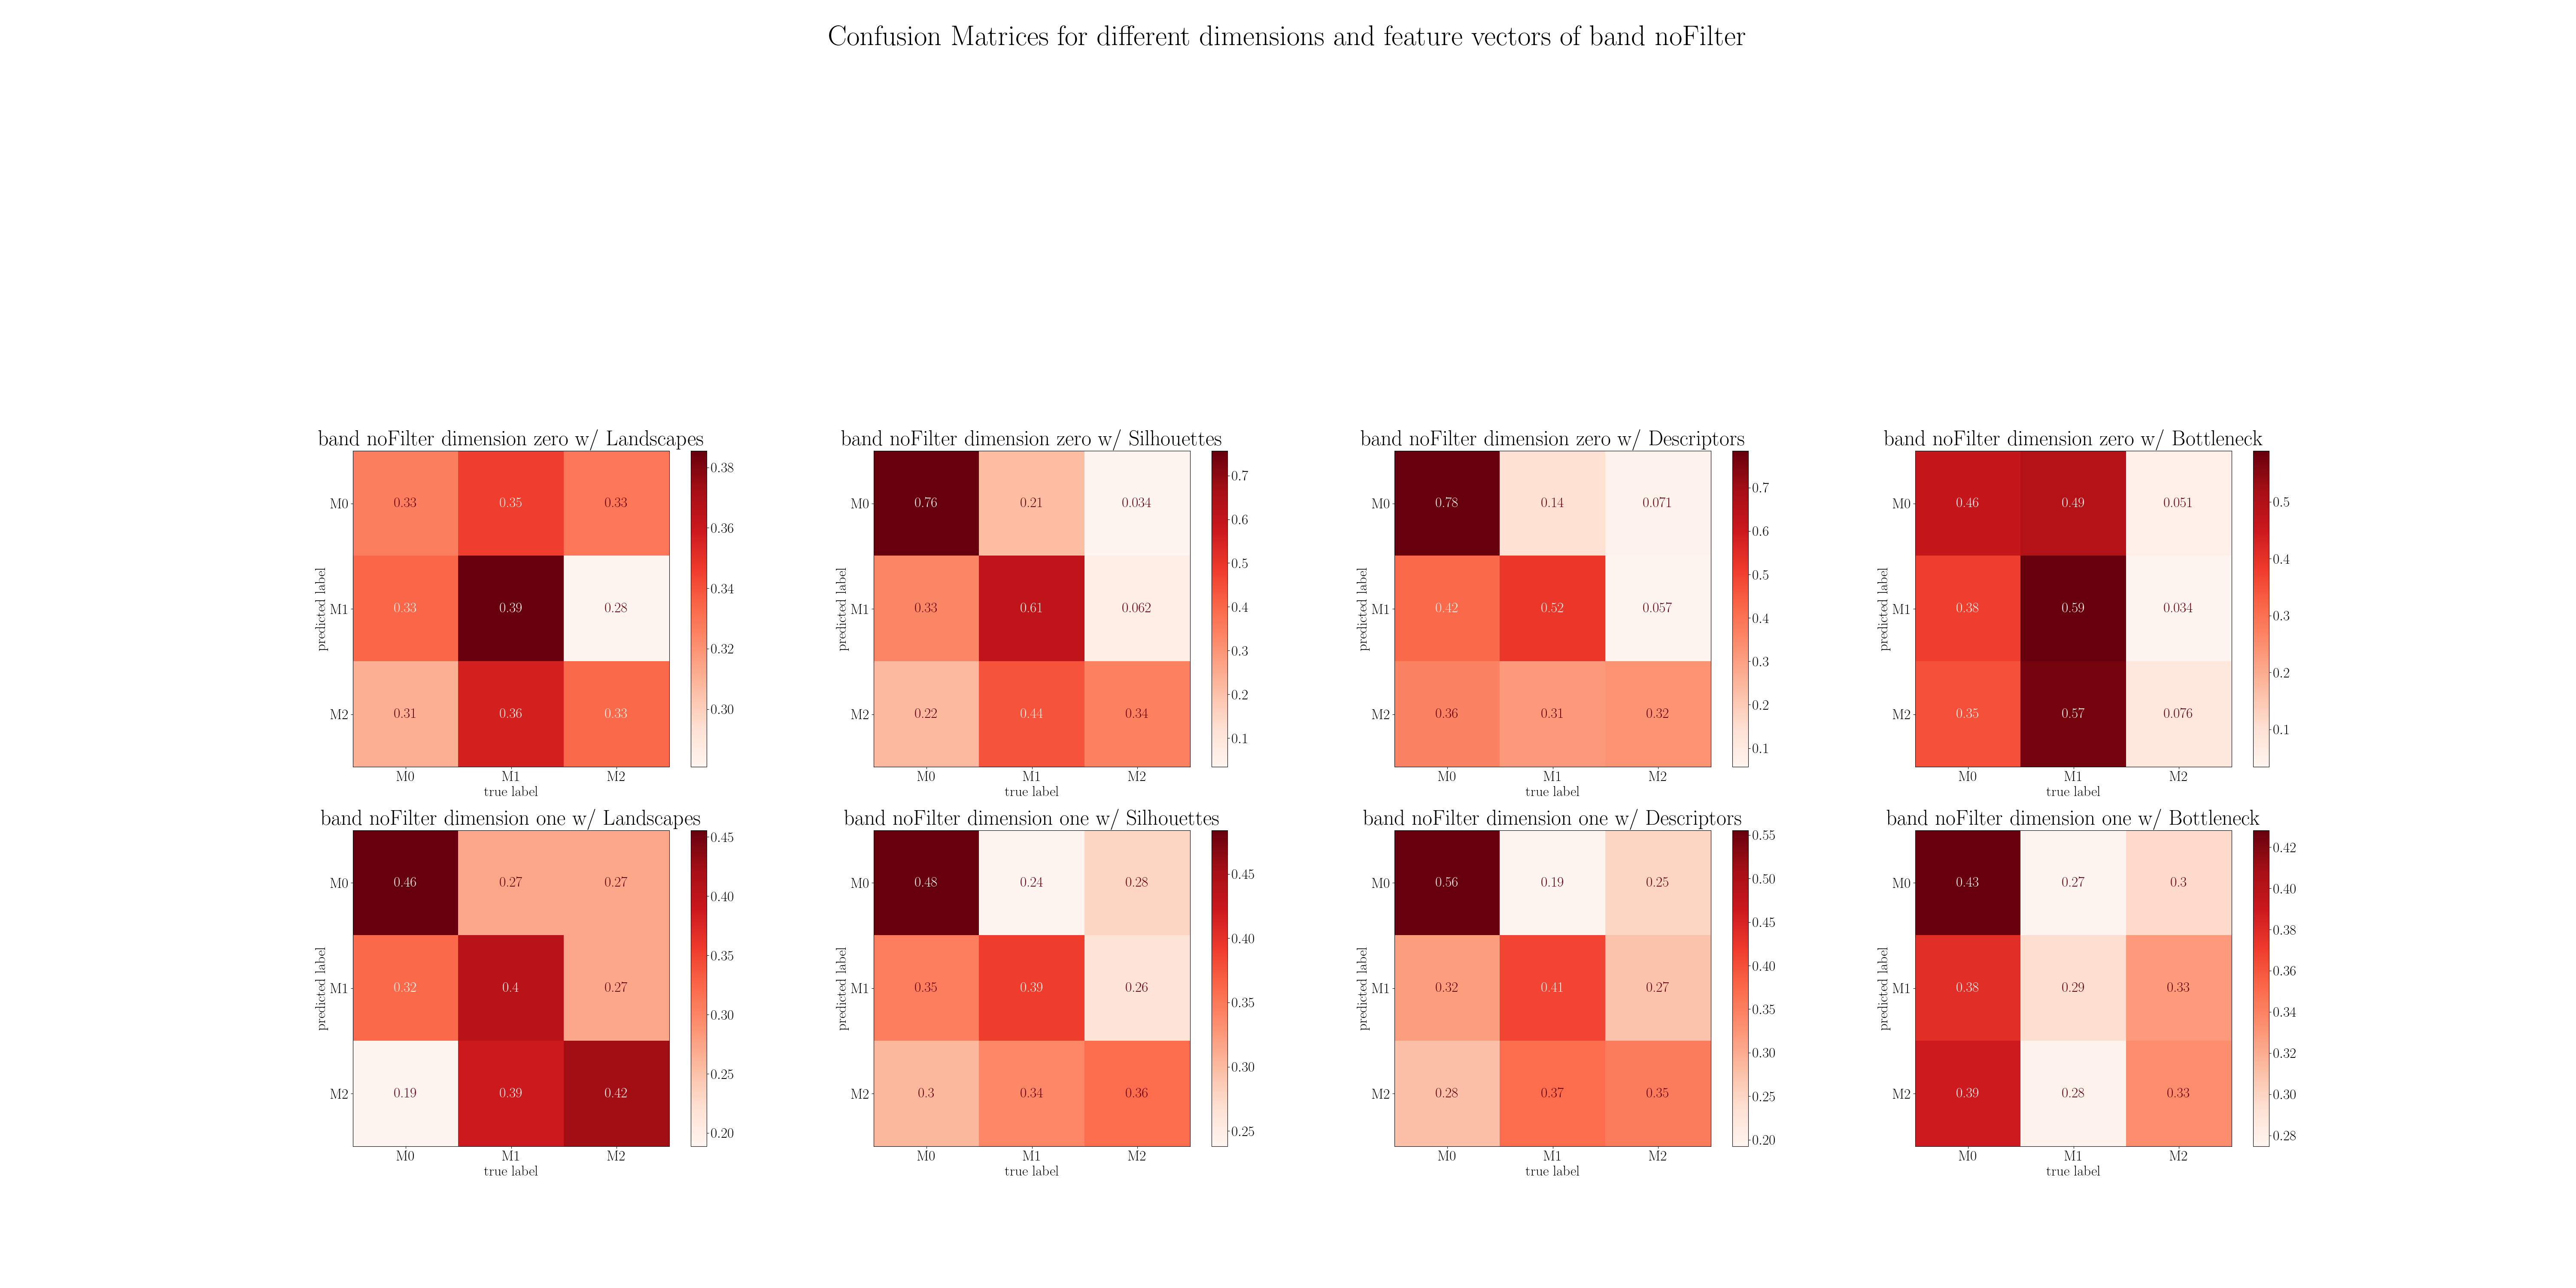 Confusion Matrices for different dimensions and feature vectors of band noFilter
band noFilter dimension zero w/ Landscapes
predicted label
M0 0.33 0.35 0.33
M1 0.33 0.39 0.28
M2 0.31 0.36 0.33
M0 M1 M2
true label
0.38
0.36
0.34
0.32
0.30
band noFilter dimension zero w/ Silhouettes
predicted label
M0 0.76 0.21 0.034
M1 0.33 0.61 0.062
M2 0.22 0.44 0.34
M0 M1 M2
true label
0.7
0.6
0.5
0.4
0.3
0.2
0.1
band noFilter dimension zero w/ Descriptors
predicted label
M0 0.78 0.14 0.071
M1 0.42 0.52 0.057
M2 0.36 0.31 0.32
M0 M1 M2
true label
0.7
0.6
0.5
0.4
0.3
0.2
0.1
band noFilter dimension zero w/ Bottleneck
predicted label
M0 0.46 0.49 0.051
M1 0.38 0.59 0.034
M2 0.35 0.57 0.076
M0 M1 M2
true label
0.5
0.4
0.3
0.2
0.1
band noFilter dimension one w/ Landscapes
predicted label
M0 0.46 0.27 0.27
M1 0.32 0.4 0.27
M2 0.19 0.39 0.42
M0 M1 M2
true label
0.45
0.40
0.35
0.30
0.25
0.20
band noFilter dimension one w/ Silhouettes
predicted label
M0 0.48 0.24 0.28
M1 0.35 0.39 0.26
M2 0.3 0.34 0.36
M0 M1 M2
true label
0.45
0.40
0.35
0.30
0.25
band noFilter dimension one w/ Descriptors
predicted label
M0 0.56 0.19 0.25
M1 0.32 0.41 0.27
M2 0.28 0.37 0.35
M0 M1 M2
true label
0.55
0.50
0.45
0.40
0.35
0.30
0.25
0.20
band noFilter dimension one w/ Bottleneck
predicted label
M0 0.43 0.27 0.3
M1 0.38 0.29 0.33
M2 0.39 0.28 0.33
M0 M1 M2
true label
0.42
0.40
0.38
0.36
0.34
0.32
0.30
0.28